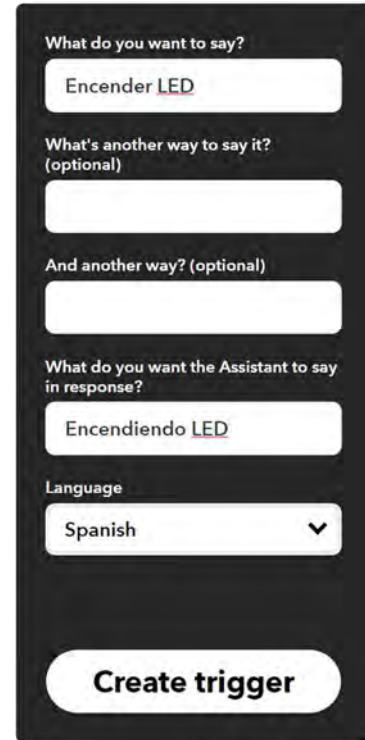 What do you want to say?
Encender LED
What's another way to say it?
(optional)
And another way? (optional)
What do you want the Assistant to say
in response?
Encendiendo LED
Language
Spanish
Create trigger